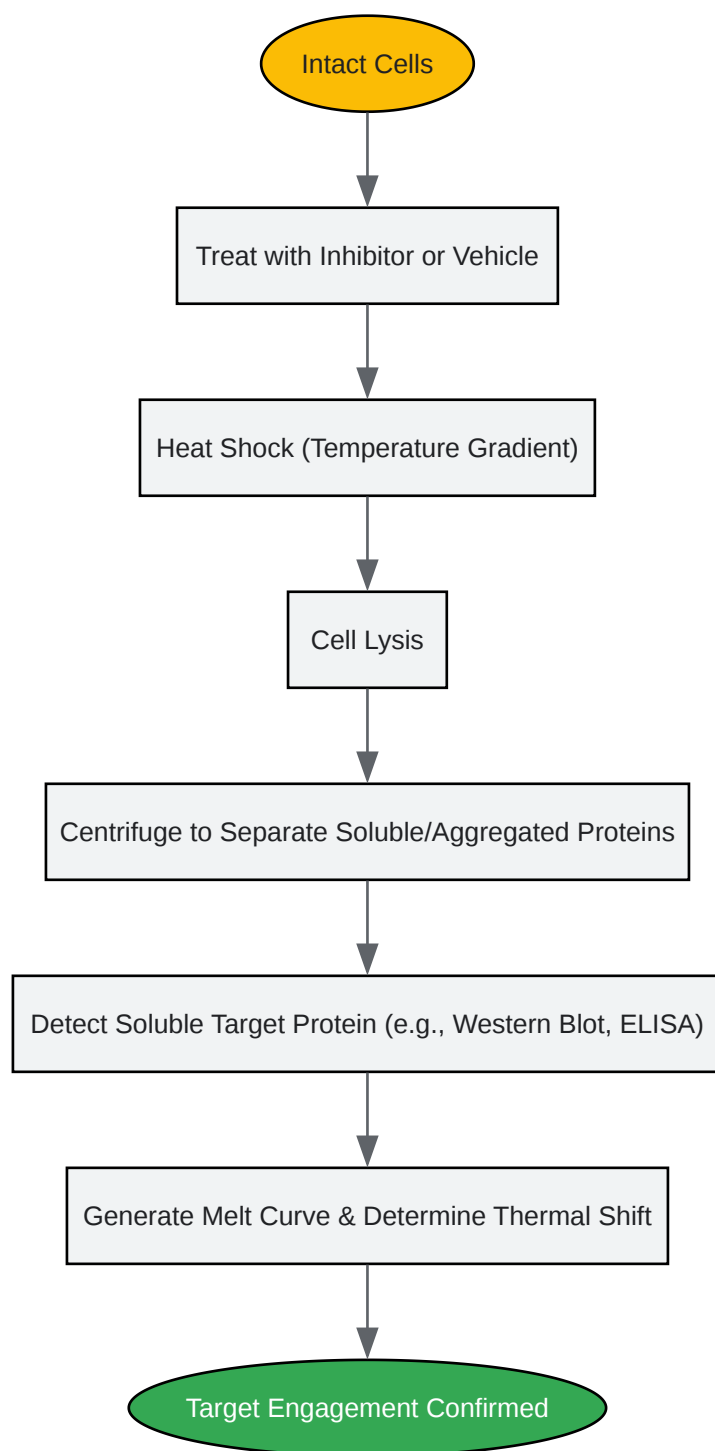 Intact Cells
Treat with Inhibitor or Vehicle
Heat Shock (Temperature Gradient)
Cell Lysis
Centrifuge to Separate Soluble/Aggregated Proteins
Detect Soluble Target Protein (e.g., Western Blot, ELISA)
Generate Melt Curve & Determine Thermal Shift
Target Engagement Confirmed